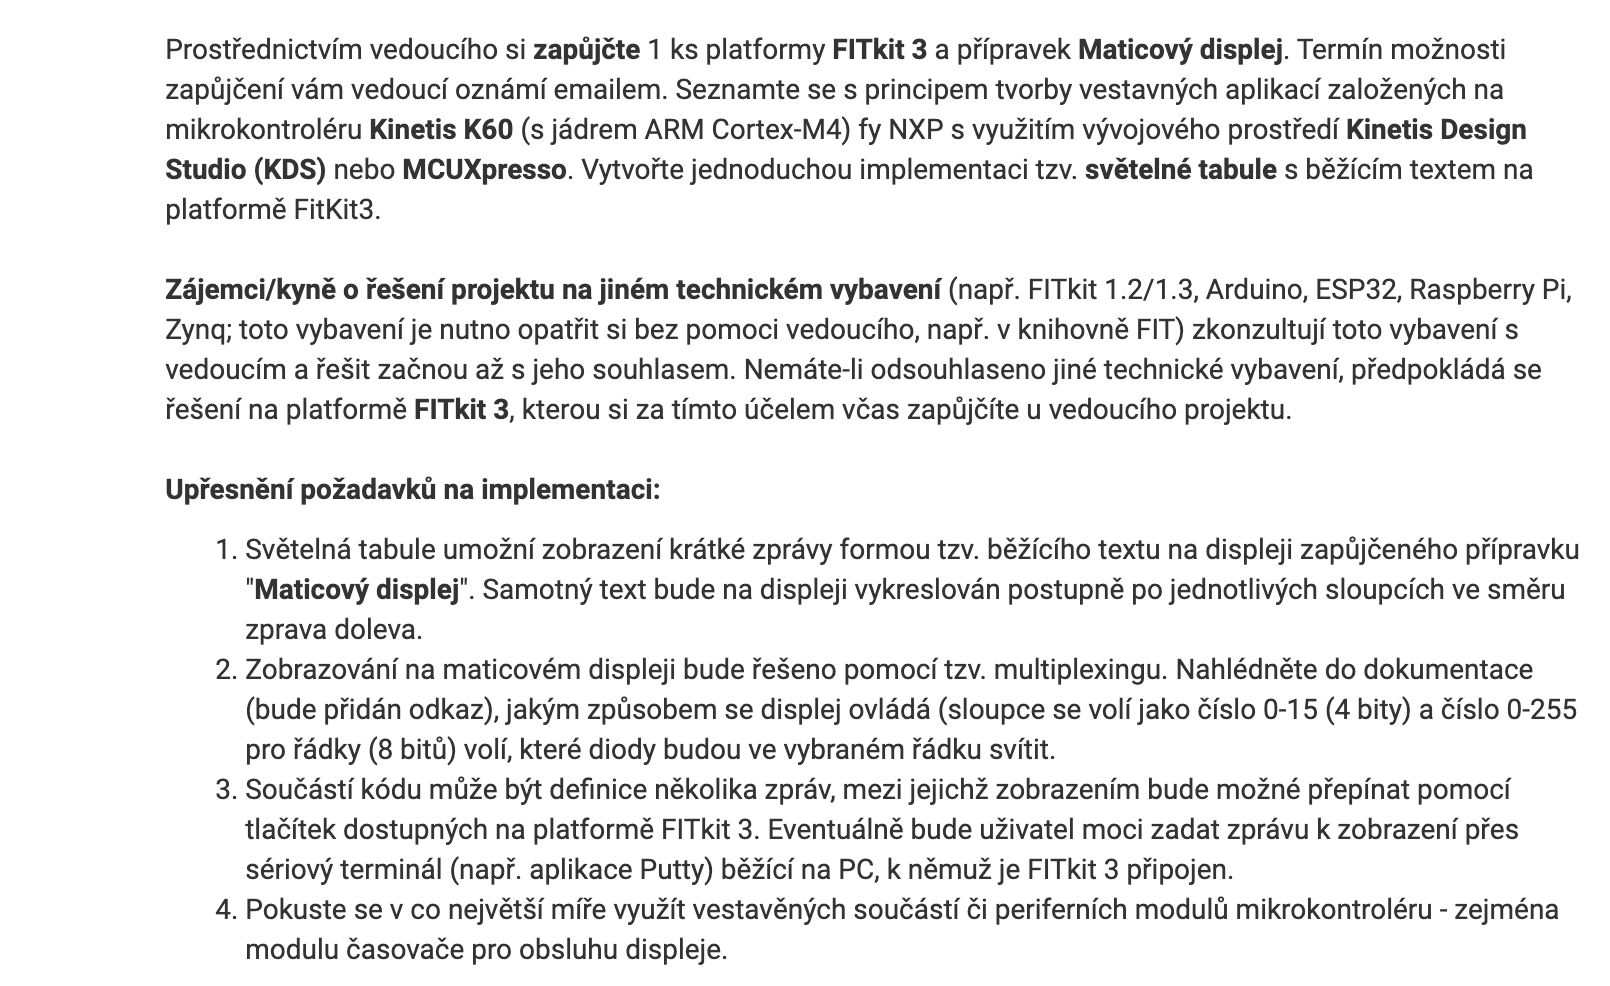 Prostřednictvím vedoucího si zapůjčte 1 ks platformy FITkit 3 a přípravek Maticový displej. Termín možnosti
zapůjčení vám vedoucí oznámí emailem. Seznamte se s principem tvorby vestavných aplikací založených na
mikrokontroléru Kinetis K60 (s jádrem ARM Cortex-M4) fy NXP s využitím vývojového prostředí Kinetis Design
Studio (KDS) nebo MCUXpresso. Vytvořte jednoduchou implementaci tzv. světelné tabule s běžícím textem na
platformě FitKit3.
Zájemci/kyně o řešení projektu na jiném technickém vybavení (např. FITkit 1.2/1.3, Arduino, ESP32, Raspberry Pi,
Zynq; toto vybavení je nutno opatřit si bez pomoci vedoucího, např. v knihovně FIT) zkonzultují toto vybavení s
vedoucím a řešit začnou až s jeho souhlasem. Nemáte-li odsouhlaseno jiné technické vybavení, předpokládá se
řešení na platformě FITkit 3, kterou si za tímto účelem včas zapůjčíte u vedoucího projektu.
Upřesnění požadavků na implementaci:
1. Světelná tabule umožní zobrazení krátké zprávy formou tzv. běžícího textu na displeji zapůjčeného přípravku
"Maticový displej". Samotný text bude na displeji vykreslován postupně po jednotlivých sloupcích ve směru
zprava doleva.
2. Zobrazování na maticovém displeji bude řešeno pomocí tzv. multiplexingu. Nahlédněte do dokumentace
(bude přidán odkaz), jakým způsobem se displej ovládá (sloupce se volí jako číslo 0-15 (4 bity) a číslo 0-255
pro řádky (8 bitů) volí, které diody budou ve vybraném řádku svítit.
3. Součástí kódu může být definice několika zpráv, mezi jejichž zobrazením bude možné přepínat pomocí
tlačítek dostupných na platformě FITkit 3. Eventuálně bude uživatel moci zadat zprávu k zobrazení přes
sériový terminál (např. aplikace Putty) běžící na PC, k němuž je FITkit 3 připojen.
4. Pokuste se v co největší míře využít vestavěných součástí či periferních modulů mikrokontroléru - zejména
modulu časovače pro obsluhu displeje.